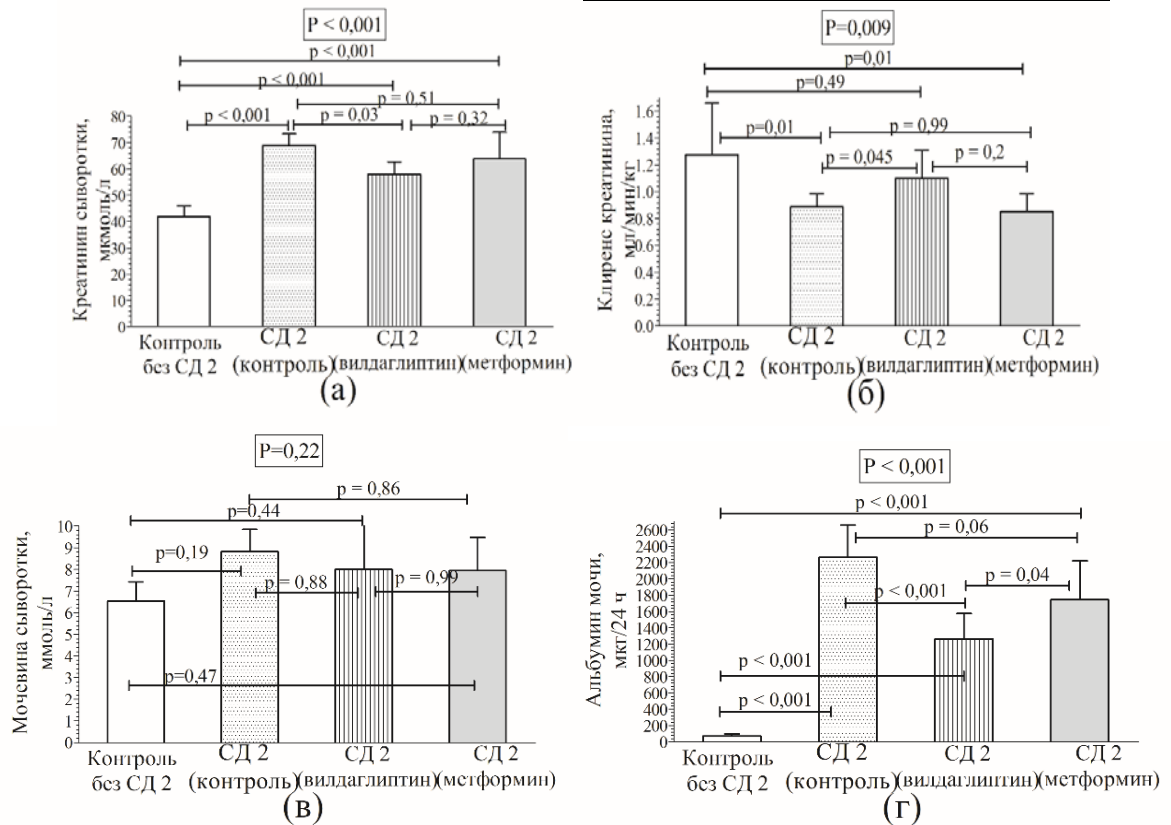 P < 0,001
p < 0,001
p < 0,001
p = 0,51
p < 0,001
p = 0,03
p = 0,32
Креатинин сыворотки,
мкмоль/л
80
70
60
50
40
30
20
10
0
Контроль
без СД 2
СД 2
(контроль)
СД 2
(вилдаглиптин)
СД 2
(метформин)
(а)
P=0,009
p=0,01
p=0,49
p=0,01
p = 0,99
p = 0,045
p = 0,2
Клиренс креатинина,
мл/мин/кг
1.6
1.4
1.2
1.0
0.8
0.6
0.4
0.2
0.0
Контроль
без СД 2
СД 2
(контроль)
СД 2
(вилдаглиптин)
СД 2
(метформин)
(б)
P=0,22
p = 0,86
p=0,44
p=0,19
p = 0,88
p = 0,99
p=0,47
Мочевина сыворотки,
ммоль/л
10
9
8
7
6
5
4
3
2
1
0
Контроль
без СД 2
СД 2
(контроль)
СД 2
(вилдаглиптин)
СД 2
(метформин)
(в)
P < 0,001
p < 0,001
p = 0,06
p = 0,04
p < 0,001
p < 0,001
p < 0,001
Альбумин мочи,
мкг/24 ч
2600
2400
2200
2000
1800
1600
1400
1200
1000
800
600
400
200
0
Контроль
без СД 2
СД 2
(контроль)
СД 2
(вилдаглиптин)
СД 2
(метформин)
(г)